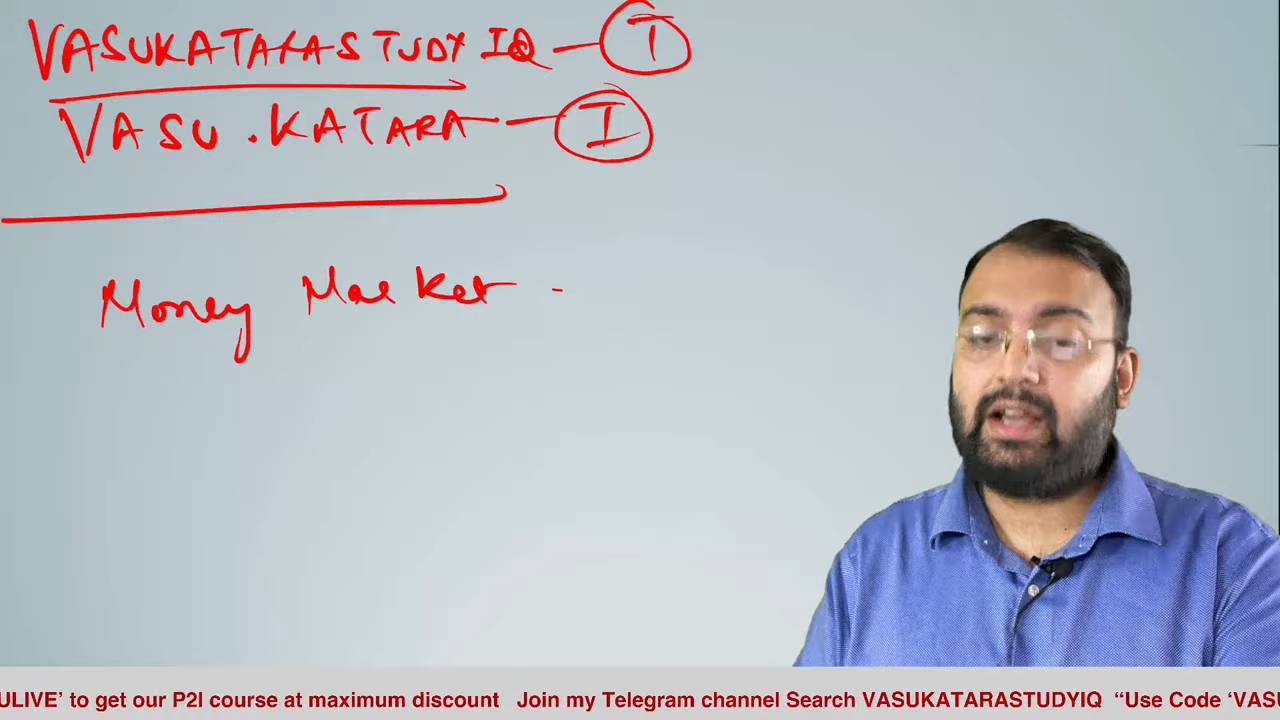 VASUKATARASTUDY IQ — T
VASU.KATARA — I
Money Market -
ULIVE’ to get our P2I course at maximum discount Join my Telegram channel Search VASUKATARASTUDYIQ “Use Code ‘VASU